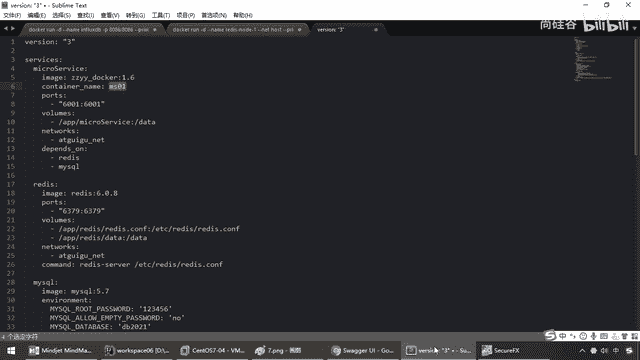 version: "3" • - Sublime Text
文件(F) 编辑(E) 选择(S) 查找(I) 查看(V) 转到(G) 工具(T) 项目(P) 首选项(N) 帮助(H)
尚硅谷 bilibili
docker run -d --name influxdb -p 8086:8086 --priv
docker run -d --name redis-node-1 --net host --pri
version: "3"
1 version: "3"
2
3 services:
4 microService:
5 image: zzyy_docker:1.6
6 container_name: ms01
7 ports:
8 - "6001:6001"
9 volumes:
10 - /app/microService:/data
11 networks:
12 - atguigu_net
13 depends_on:
14 - redis
15 - mysql
16
17 redis:
18 image: redis:6.0.8
19 ports:
20 - "6379:6379"
21 volumes:
22 - /app/redis/redis.conf:/etc/redis/redis.conf
23 - /app/redis/data:/data
24 networks:
25 - atguigu_net
26 command: redis-server /etc/redis/redis.conf
27
28 mysql:
29 image: mysql:5.7
30 environment:
31 MYSQL_ROOT_PASSWORD: '123456'
32 MYSQL_ALLOW_EMPTY_PASSWORD: 'no'
33 MYSQL_DATABASE: 'db2021'
4 个选定字符
Mindjet MindMa... workspace06 [D:\... CentOS7-04 - VM... 7.png - 画图 Swagger UI - Go... version: "3" • - Su... SecureFX 中